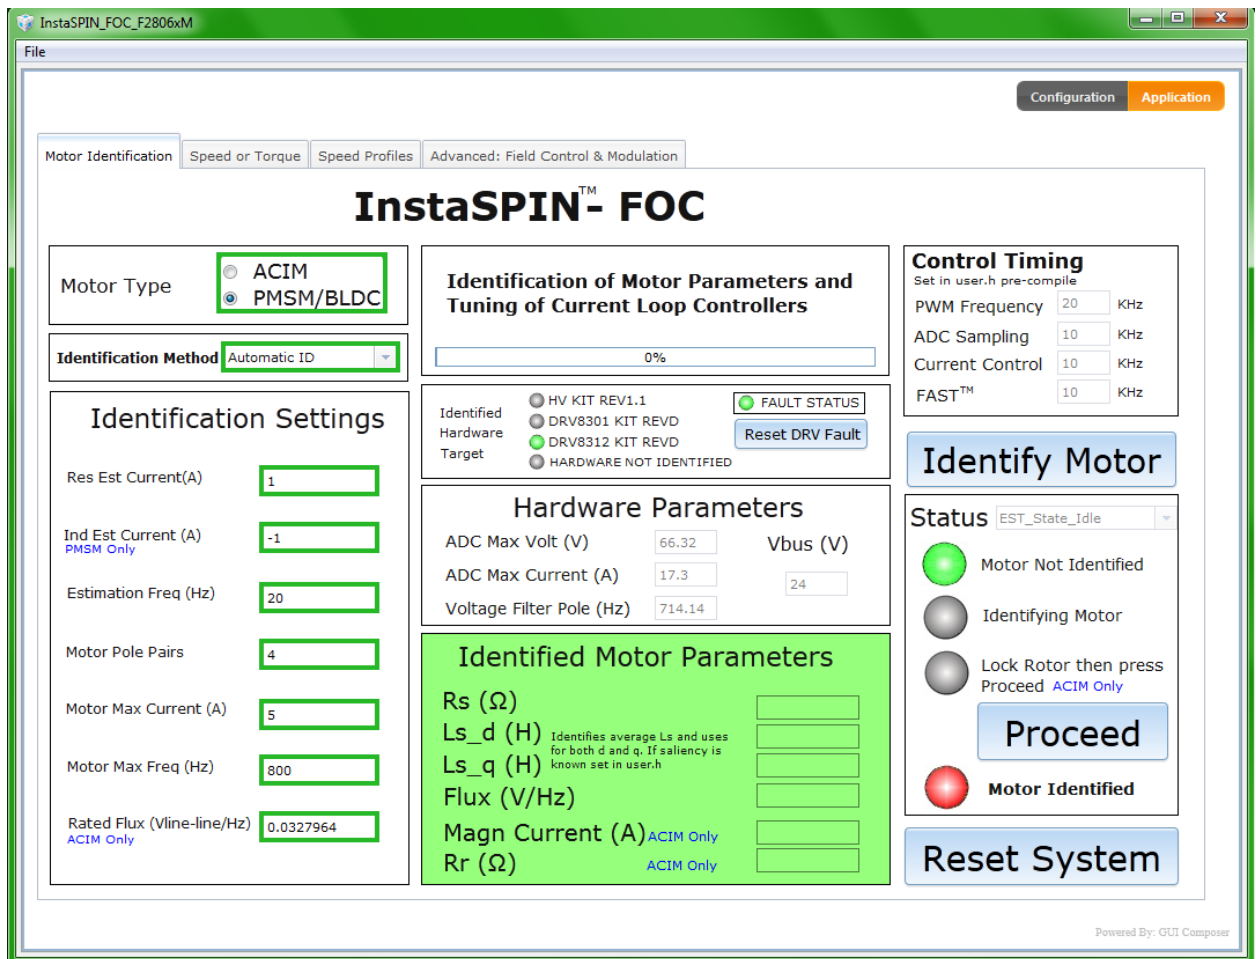 InstaSPIN_FOC_F2806xM
File
Configuration Application
Motor Identification Speed or Torque Speed Profiles Advanced: Field Control & Modulation
InstaSPIN™- FOC
Motor Type
ACIM
PMSM/BLDC
Identification Method Automatic ID
Identification Settings
Res Est Current(A) 1
Ind Est Current (A) -1
PMSM Only
Estimation Freq (Hz) 20
Motor Pole Pairs 4
Motor Max Current (A) 5
Motor Max Freq (Hz) 800
Rated Flux (Vline-line/Hz) 0.0327964
ACIM Only
Identification of Motor Parameters and
Tuning of Current Loop Controllers
0%
Identified
Hardware
Target
HV KIT REV1.1
DRV8301 KIT REVD
DRV8312 KIT REVD
HARDWARE NOT IDENTIFIED
FAULT STATUS
Reset DRV Fault
Hardware Parameters
ADC Max Volt (V) 66.32
ADC Max Current (A) 17.3
Voltage Filter Pole (Hz) 714.14
Vbus (V)
24
Identified Motor Parameters
Rs (Ω)
Ls_d (H)
Ls_q (H)
Identifies average Ls and uses
for both d and q. If saliency is
known set in user.h
Flux (V/Hz)
Magn Current (A) ACIM Only
Rr (Ω) ACIM Only
Control Timing
Set in user.h pre-compile
PWM Frequency 20 KHz
ADC Sampling 10 KHz
Current Control 10 KHz
FAST™ 10 KHz
Identify Motor
Status EST_State_Idle
Motor Not Identified
Identifying Motor
Lock Rotor then press
Proceed ACIM Only
Proceed
Motor Identified
Reset System
Powered By: GUI Composer